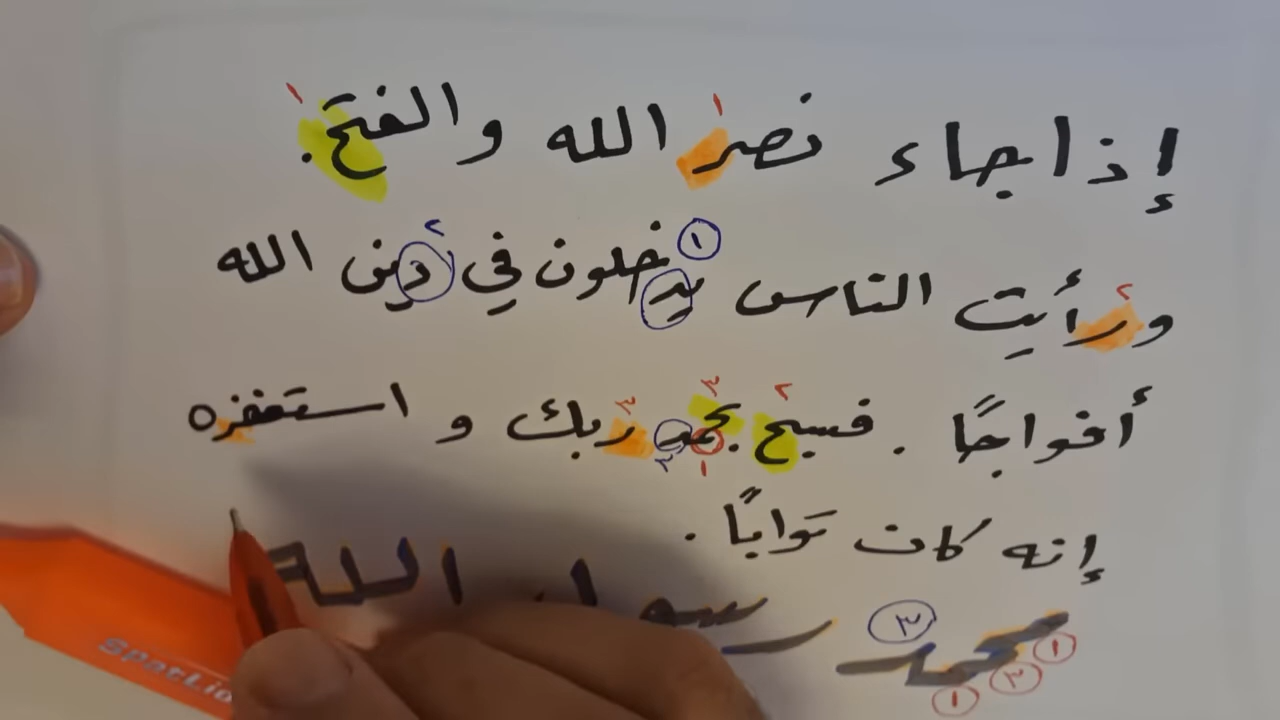 إذا جاء نصر الله والفتح.
ورأيت الناس يدخلون في دين الله
أفواجًا . فسبح بحمد ربك و استغفره
إنه كان توابًا .
محمد رسول الله